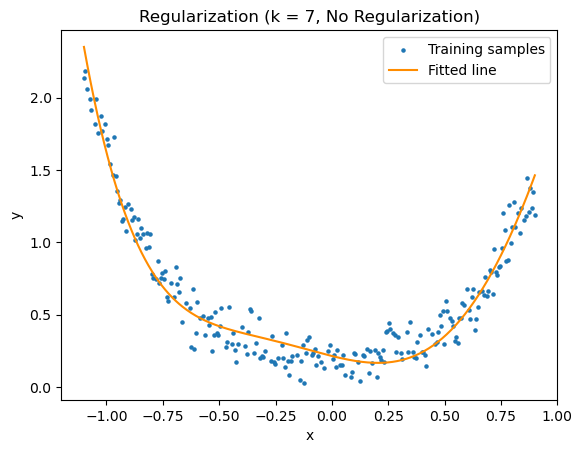 Regularization (k = 7, No Regularization)
Training samples
Fitted line
y
2.0
1.5
1.0
0.5
0.0
−1.00 −0.75 −0.50 −0.25 0.00 0.25 0.50 0.75 1.00
x